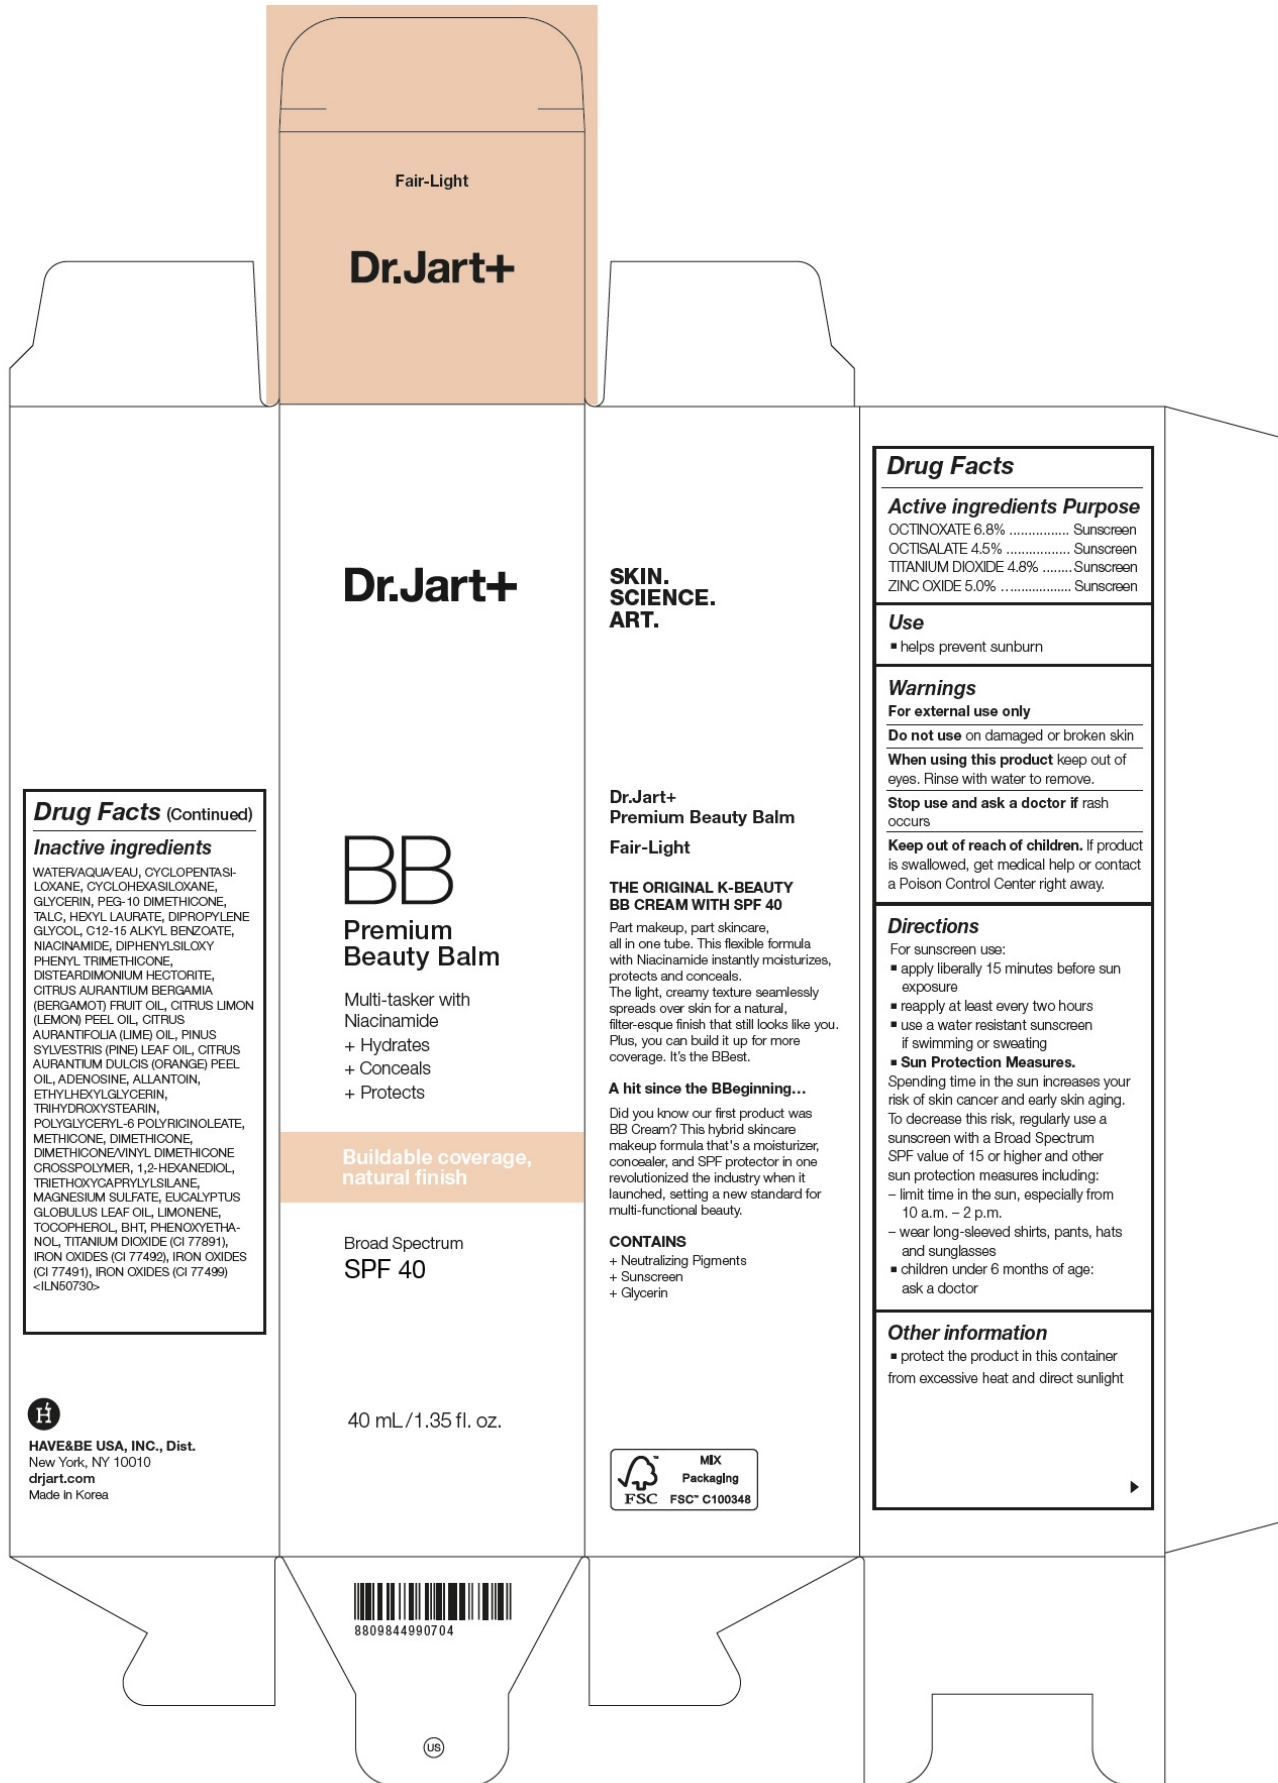 Fair-Light
Dr.Jart+
Drug Facts (Continued)
Inactive ingredients
WATER/AQUA/EAU, CYCLOPENTASI-
LOXANE, CYCLOHEXASILOXANE,
GLYCERIN, PEG-10 DIMETHICONE,
TALC, HEXYL LAURATE, DIPROPYLENE
GLYCOL, C12-15 ALKYL BENZOATE,
NIACINAMIDE, DIPHENYLSILOXY
PHENYL TRIMETHICONE,
DISTEARDIMONIUM HECTORITE,
CITRUS AURANTIUM BERGAMIA
(BERGAMOT) FRUIT OIL, CITRUS LIMON
(LEMON) PEEL OIL, CITRUS
AURANTIFOLIA (LIME) OIL, PINUS
SYLVESTRIS (PINE) LEAF OIL, CITRUS
AURANTIUM DULCIS (ORANGE) PEEL
OIL, ADENOSINE, ALLANTOIN,
ETHYLHEXYLGLYCERIN,
TRIHYDROXYSTEARIN,
POLYGLYCERYL-6 POLYRICINOLEATE,
METHICONE, DIMETHICONE,
DIMETHICONE/VINYL DIMETHICONE
CROSSPOLYMER, 1,2-HEXANEDIOL,
TRIETHOXYCAPRYLYLSILANE,
MAGNESIUM SULFATE, EUCALYPTUS
GLOBULUS LEAF OIL, LIMONENE,
TOCOPHEROL, BHT, PHENOXYETHA-
NOL, TITANIUM DIOXIDE (CI 77891),
IRON OXIDES (CI 77492), IRON OXIDES
(CI 77491), IRON OXIDES (CI 77499)
<ILN50730>
HAVE&BE USA, INC., Dist.
New York, NY 10010
drjart.com
Made in Korea
Dr.Jart+
BB
Premium
Beauty Balm
Multi-tasker with
Niacinamide
+ Hydrates
+ Conceals
+ Protects
Buildable coverage,
natural finish
Broad Spectrum
SPF 40
40 mL/1.35 fl. oz.
8809844990704
US
SKIN.
SCIENCE.
ART.
Dr.Jart+
Premium Beauty Balm
Fair-Light
THE ORIGINAL K-BEAUTY
BB CREAM WITH SPF 40
Part makeup, part skincare,
all in one tube. This flexible formula
with Niacinamide instantly moisturizes,
protects and conceals.
The light, creamy texture seamlessly
spreads over skin for a natural,
filter-esque finish that still looks like you.
Plus, you can build it up for more
coverage. It's the BBest.
A hit since the BBeginning...
Did you know our first product was
BB Cream? This hybrid skincare
makeup formula that's a moisturizer,
concealer, and SPF protector in one
revolutionized the industry when it
launched, setting a new standard for
multi-functional beauty.
CONTAINS
+ Neutralizing Pigments
+ Sunscreen
+ Glycerin
FSC™
MIX
Packaging
FSC™ C100348
Drug Facts
Active ingredients Purpose
OCTINOXATE 6.8% ................ Sunscreen
OCTISALATE 4.5% ................. Sunscreen
TITANIUM DIOXIDE 4.8% ........ Sunscreen
ZINC OXIDE 5.0% ................... Sunscreen
Use
▪ helps prevent sunburn
Warnings
For external use only
Do not use on damaged or broken skin
When using this product keep out of
eyes. Rinse with water to remove.
Stop use and ask a doctor if rash
occurs
Keep out of reach of children. If product
is swallowed, get medical help or contact
a Poison Control Center right away.
Directions
For sunscreen use:
▪ apply liberally 15 minutes before sun
exposure
▪ reapply at least every two hours
▪ use a water resistant sunscreen
if swimming or sweating
▪ Sun Protection Measures.
Spending time in the sun increases your
risk of skin cancer and early skin aging.
To decrease this risk, regularly use a
sunscreen with a Broad Spectrum
SPF value of 15 or higher and other
sun protection measures including:
– limit time in the sun, especially from
10 a.m. – 2 p.m.
– wear long-sleeved shirts, pants, hats
and sunglasses
▪ children under 6 months of age:
ask a doctor
Other information
▪ protect the product in this container
from excessive heat and direct sunlight